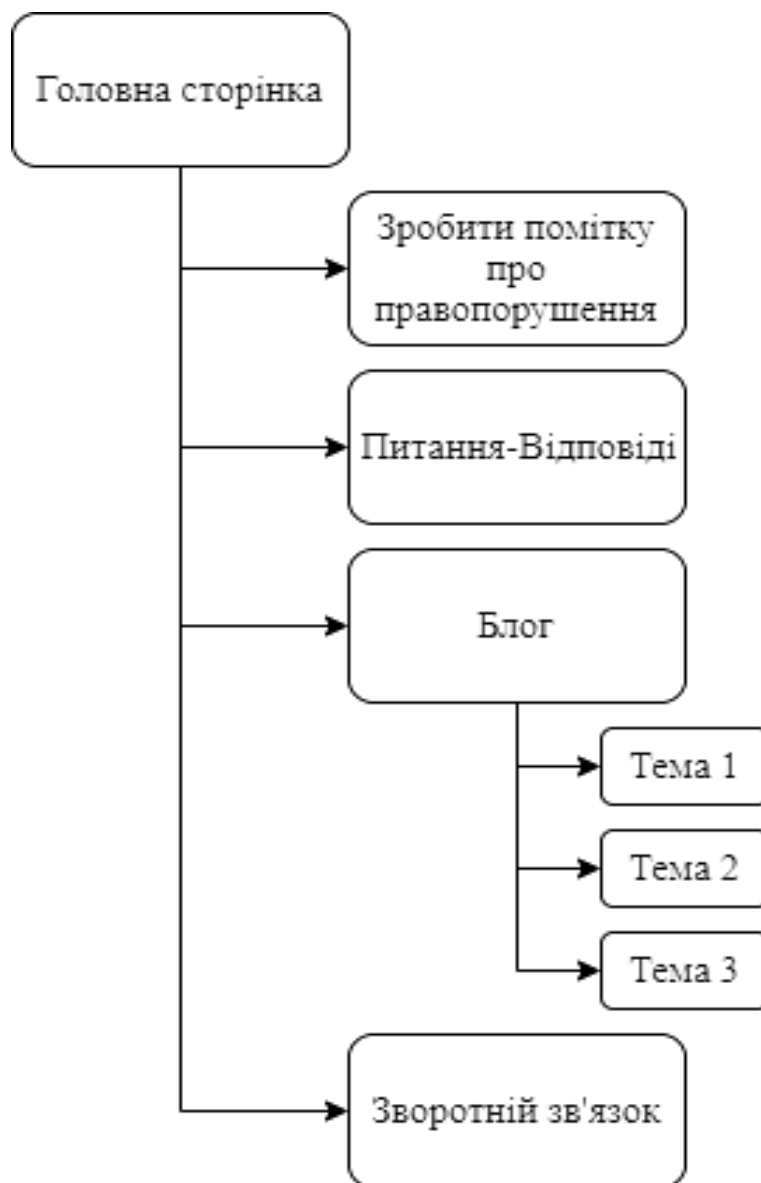 Головна сторінка
Зробити помітку
про
правопорушення
Питання-Відповіді
Блог
Тема 1
Тема 2
Тема 3
Зворотній зв'язок